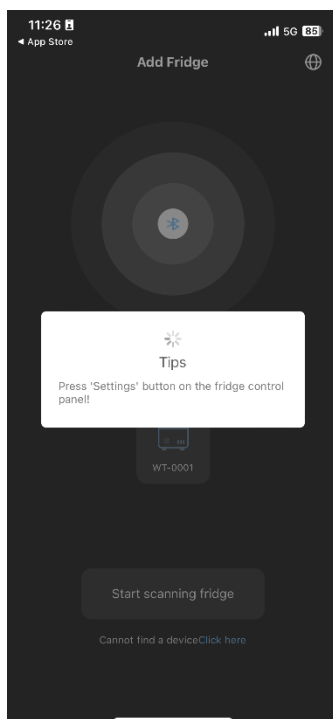 11:26
5G 85
◀ App Store
Add Fridge
Tips
Press 'Settings' button on the fridge control
panel!
WT-0001
Start scanning fridge
Cannot find a deviceClick here